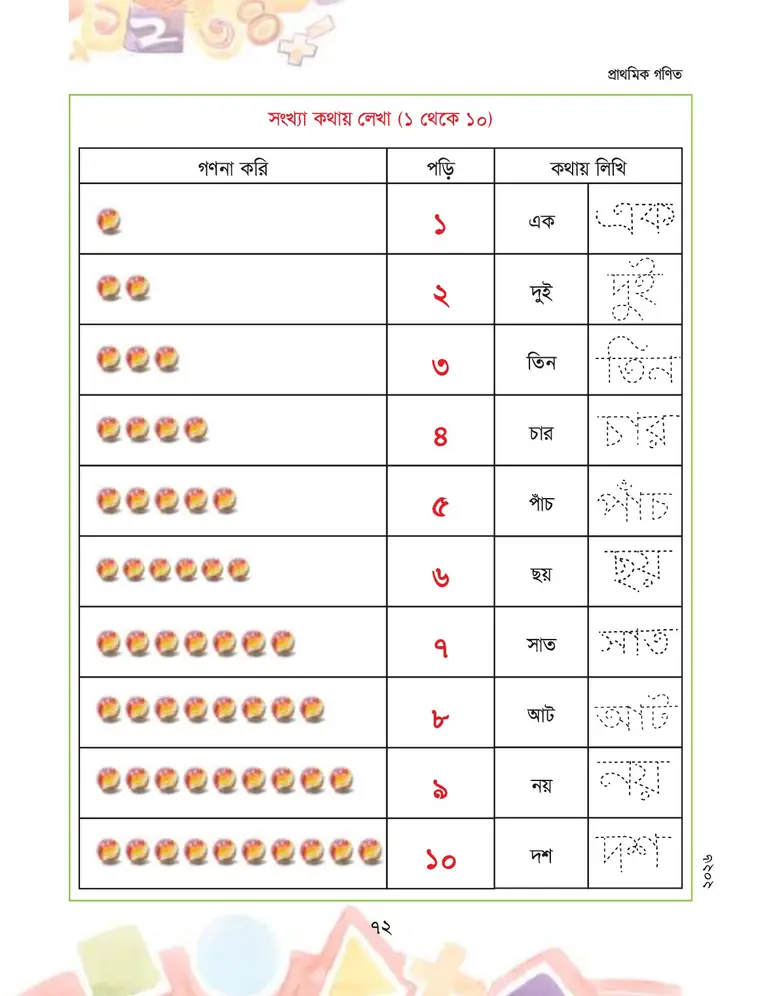 প্রাথমিক গণিত
সংখ্যা কথায় লেখা (১ থেকে ১০)
গণনা করি পড়ি কথায় লিখি
১ এক এক
২ দুই দুই
৩ তিন তিন
৪ চার চার
৫ পাঁচ পাঁচ
৬ ছয় ছয়
৭ সাত সাত
৮ আট আট
৯ নয় নয়
১০ দশ দশ
২০২৬
৭২